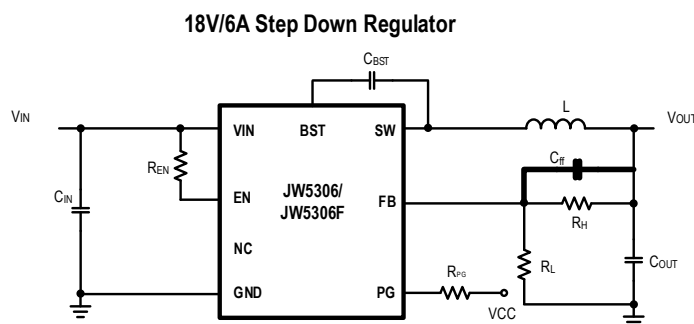 18V/6A Step Down Regulator
CBST
VIN
VIN
BST
SW
L
VOUT
REN
Cff
CIN
EN
JW5306/
JW5306F
FB
RH
NC
RL
COUT
GND
PG
RPG
VCC